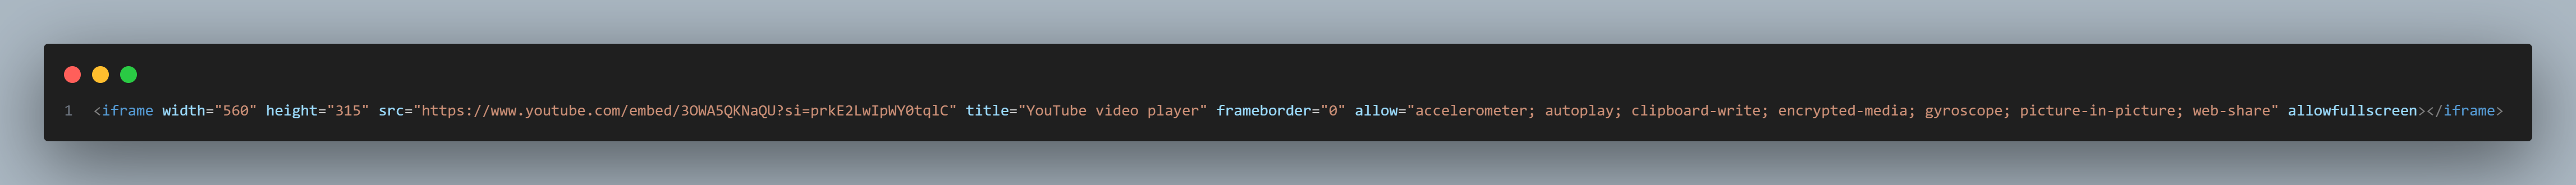 1 <iframe width="560" height="315" src="https://www.youtube.com/embed/3OWA5QKNaQU?si=prkE2LwIpWY0tqlC" title="YouTube video player" frameborder="0" allow="accelerometer; autoplay; clipboard-write; encrypted-media; gyroscope; picture-in-picture; web-share" allowfullscreen></iframe>